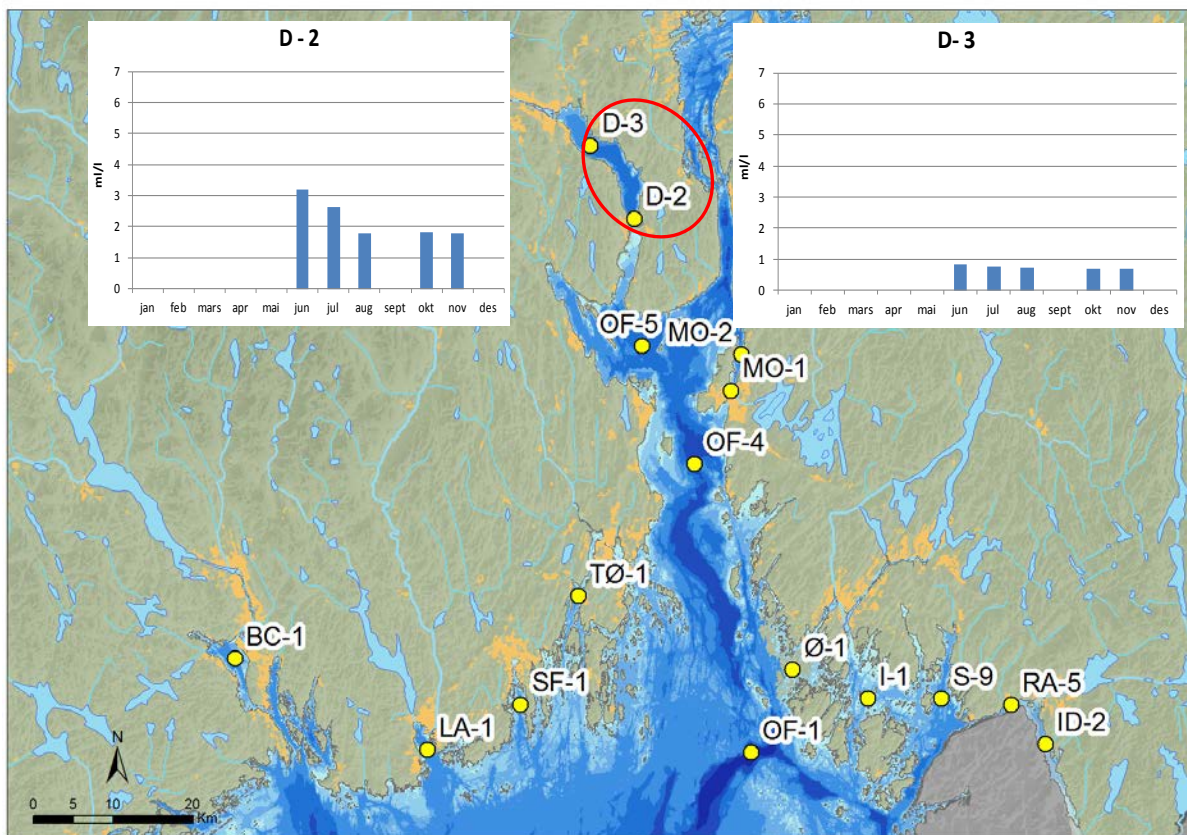 D - 2
7
6
5
4
3
2
1
0
ml/l
jan feb mars apr mai jun jul aug sept okt nov des
D- 3
7
6
5
4
3
2
1
0
ml/l
jan feb mars apr mai jun jul aug sept okt nov des
D-3
D-2
OF-5
MO-2
MO-1
OF-4
TØ-1
BC-1
SF-1
LA-1
Ø-1
I-1
S-9
RA-5
ID-2
OF-1
N
0 5 10 20
Km